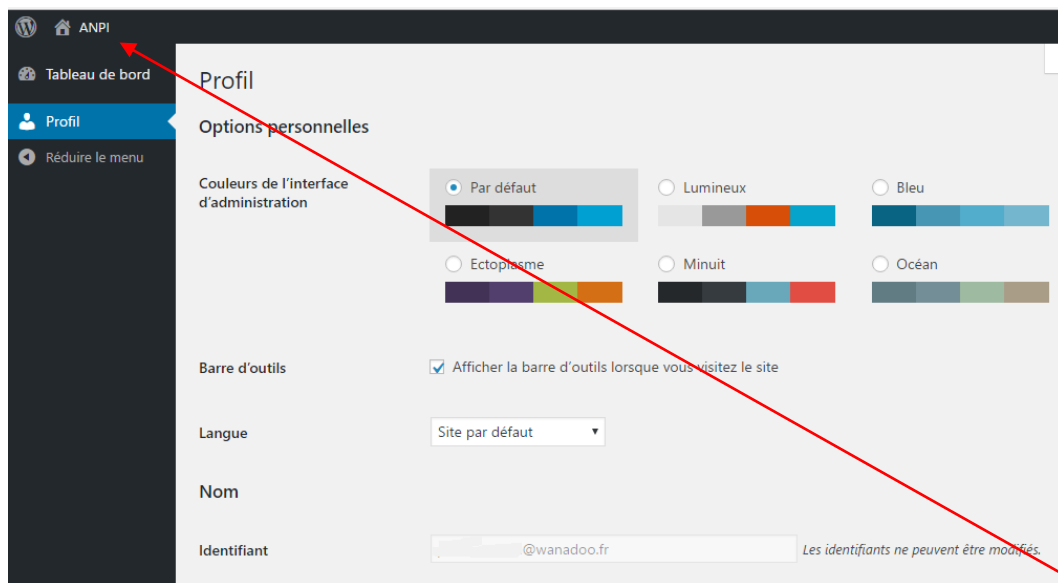 ANPI
Tableau de bord
Profil
Réduire le menu
Profil
Options personnelles
Couleurs de l'interface
d'administration
Par défaut
Lumineux
Bleu
Ectoplasme
Minuit
Océan
Barre d'outils
Afficher la barre d'outils lorsque vous visitez le site
Langue
Site par défaut
Nom
Identifiant
@wanadoo.fr
Les identifiants ne peuvent être modifiés.